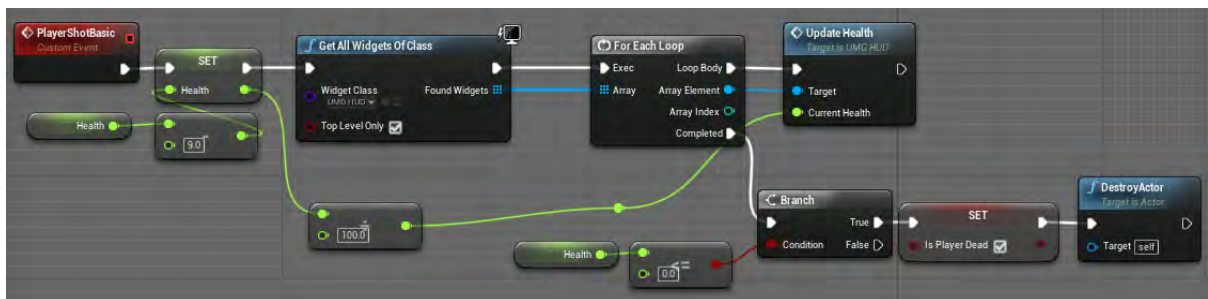 PlayerShotBasic
Custom Event
SET
Health
Health
-
9.0
Get All Widgets Of Class
Widget Class
UMG HUD
Found Widgets
Top Level Only
÷
100.0
For Each Loop
Exec
Loop Body
Array
Array Element
Array Index
Completed
Update Health
Target is UMG HUD
Target
Current Health
Health
<=
0.0
Branch
True
Condition
False
SET
Is Player Dead
DestroyActor
Target is Actor
Target self